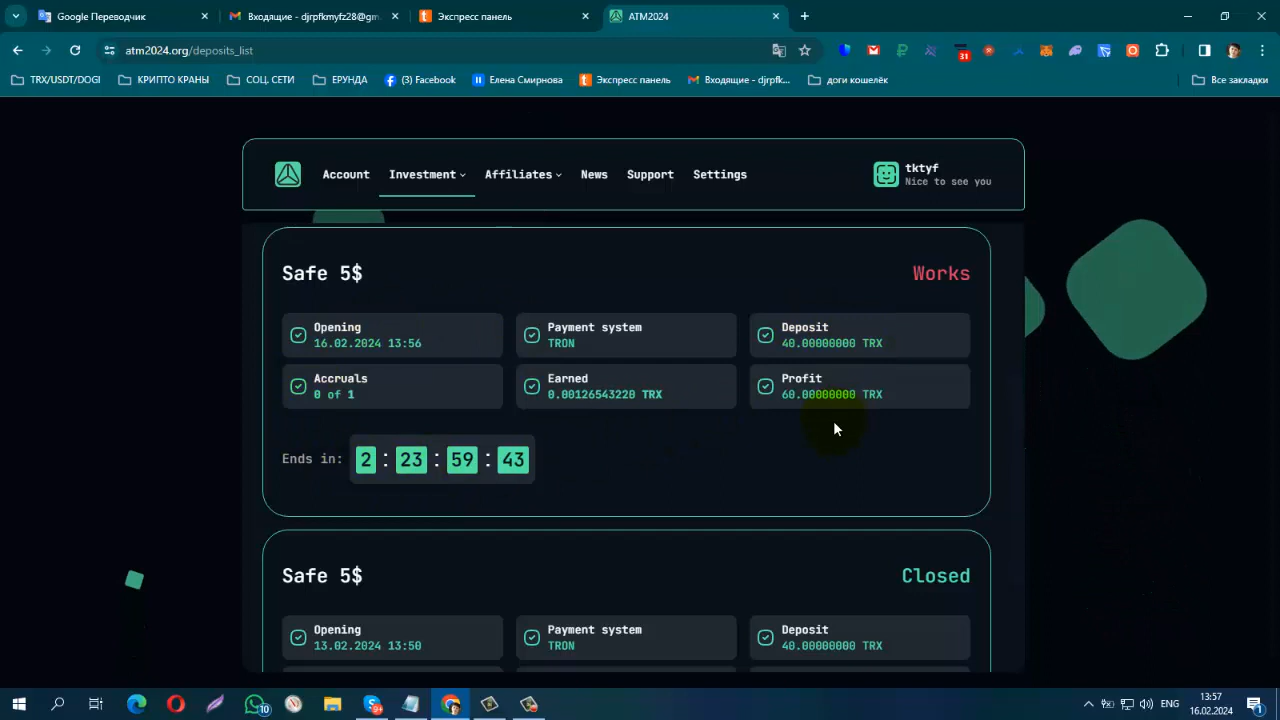 Google Переводчик
Входящие - djrpfkmyfz28@gm
Экспресс панель
ATM2024
atm2024.org/deposits_list
31
TRX/USDT/DOGI
КРИПТО КРАНЫ
СОЦ. СЕТИ
ЕРУНДА
(3) Facebook
Елена Смирнова
Экспресс панель
Входящие - djrpfk...
доги кошелёк
Все закладки
Account
Investment
Affiliates
News
Support
Settings
tktyf
Nice to see you
Safe 5$
Works
Opening
16.02.2024 13:56
Payment system
TRON
Deposit
40.00000000 TRX
Accruals
0 of 1
Earned
0.00126543220 TRX
Profit
60.00000000 TRX
Ends in:
2 : 23 : 59 : 43
Safe 5$
Closed
Opening
13.02.2024 13:50
Payment system
TRON
Deposit
40.00000000 TRX
10
9+
ENG
13:57
16.02.2024
1